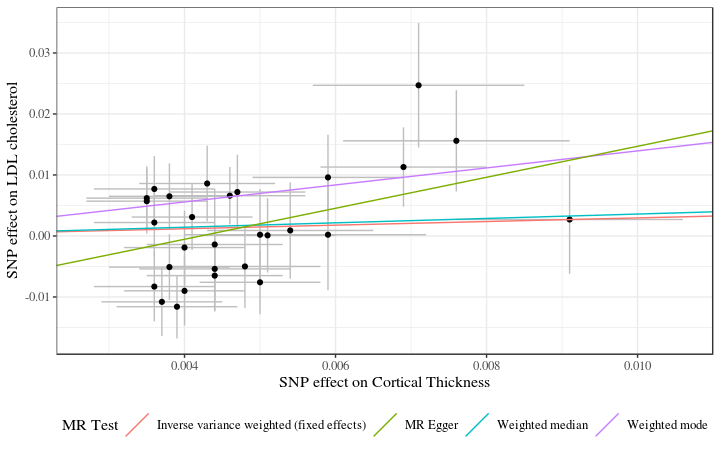 SNP effect on LDL cholesterol
0.03
0.02
0.01
0.00
-0.01
0.004 0.006 0.008 0.010
SNP effect on Cortical Thickness
MR Test Inverse variance weighted (fixed effects) MR Egger Weighted median Weighted mode